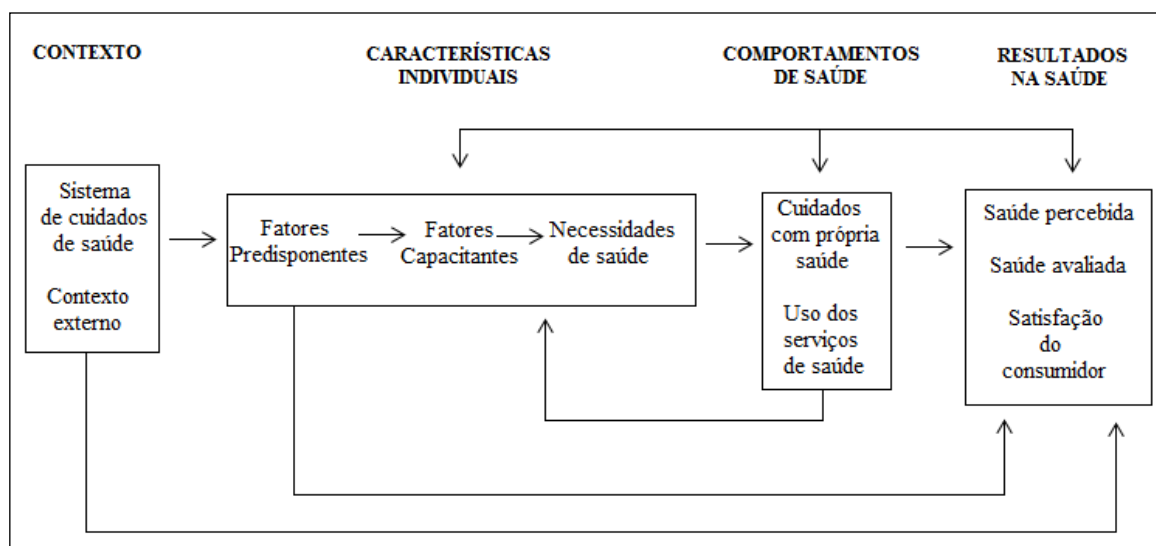 CONTEXTO
CARACTERÍSTICAS
INDIVIDUAIS
COMPORTAMENTOS
DE SAÚDE
RESULTADOS
NA SAÚDE
Sistema
de cuidados
de saúde
Contexto
externo
Fatores
Predisponentes
Fatores
Capacitantes
Necessidades
de saúde
Cuidados
com própria
saúde
Uso dos
serviços
de saúde
Saúde percebida
Saúde avaliada
Satisfação
do
consumidor